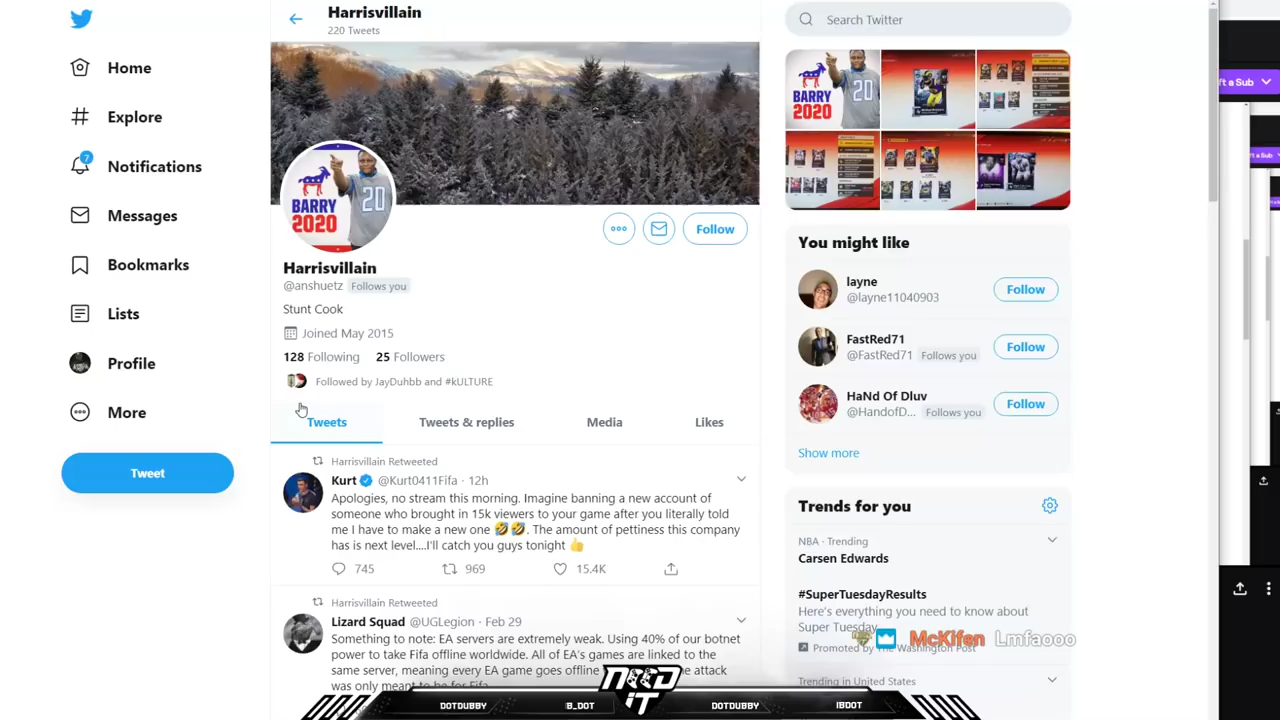 Harrisvillain
220 Tweets
Search Twitter
ft a Sub
a Sub
Home
Explore
7
Notifications
Messages
Bookmarks
Lists
Profile
More
Tweet
BARRY
2020
20
BARRY
2020
20
Follow
Harrisvillain
@anshuetz Follows you
Stunt Cook
Joined May 2015
128 Following 25 Followers
Followed by JayDuhbb and #kULTURE
Tweets Tweets & replies Media Likes
Harrisvillain Retweeted
Kurt @Kurt0411Fifa · 12h
Apologies, no stream this morning. Imagine banning a new account of
someone who brought in 15k viewers to your game after you literally told
me I have to make a new one 🤣🤣. The amount of pettiness this company
has is next level....I'll catch you guys tonight 👍
745 969 15.4K
Harrisvillain Retweeted
Lizard Squad @UGLegion · Feb 29
Something to note: EA servers are extremely weak. Using 40% of our botnet
power to take Fifa offline worldwide. All of EA's games are linked to the
same server, meaning every EA game goes offline attack
was only meant to be for Fifa
You might like
layne
@layne11040903
Follow
FastRed71
@FastRed71 Follows you
Follow
HaNd Of Dluv
@HandofD... Follows you
Follow
Show more
Trends for you
NBA · Trending
Carsen Edwards
#SuperTuesdayResults
Here's everything you need to know about
Super Tuesday
McKifen Lmfaooo
Promoted by The Washington Post
Trending in United States
IT
DOTDUBBY B_DOT DOTDUBBY IBDOT